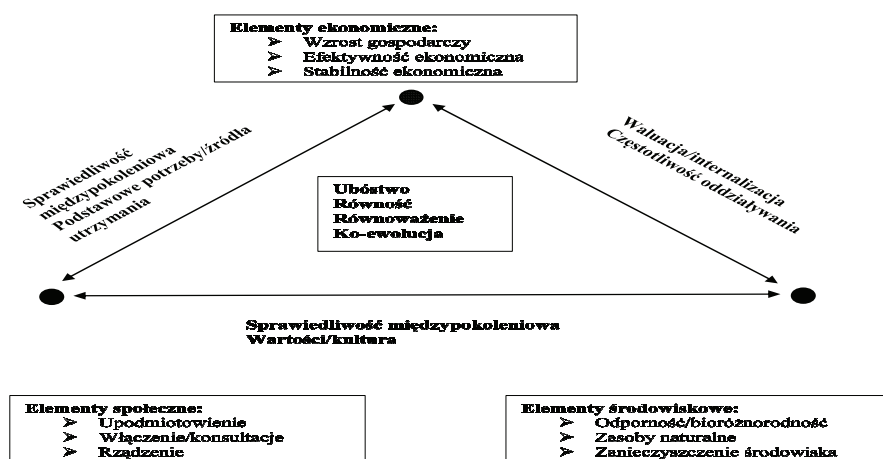 Elementy ekonomiczne:
➢ Wzrost gospodarczy
➢ Efektywność ekonomiczna
➢ Stabilność ekonomiczna
Sprawiedliwość
międzypokoleniowa
Podstawowe potrzeby/źródła
utrzymania
Waluacja/internalizacja
Częstotliwość oddziaływania
Ubóstwo
Równość
Równoważenie
Ko-ewolucja
Sprawiedliwość międzypokoleniowa
Wartości/kultura
Elementy społeczne:
➢ Upodmiotowienie
➢ Włączenie/konsultacje
➢ Rządzenie
Elementy środowiskowe:
➢ Odporność/bioróżnorodność
➢ Zasoby naturalne
➢ Zanieczyszczenie środowiska